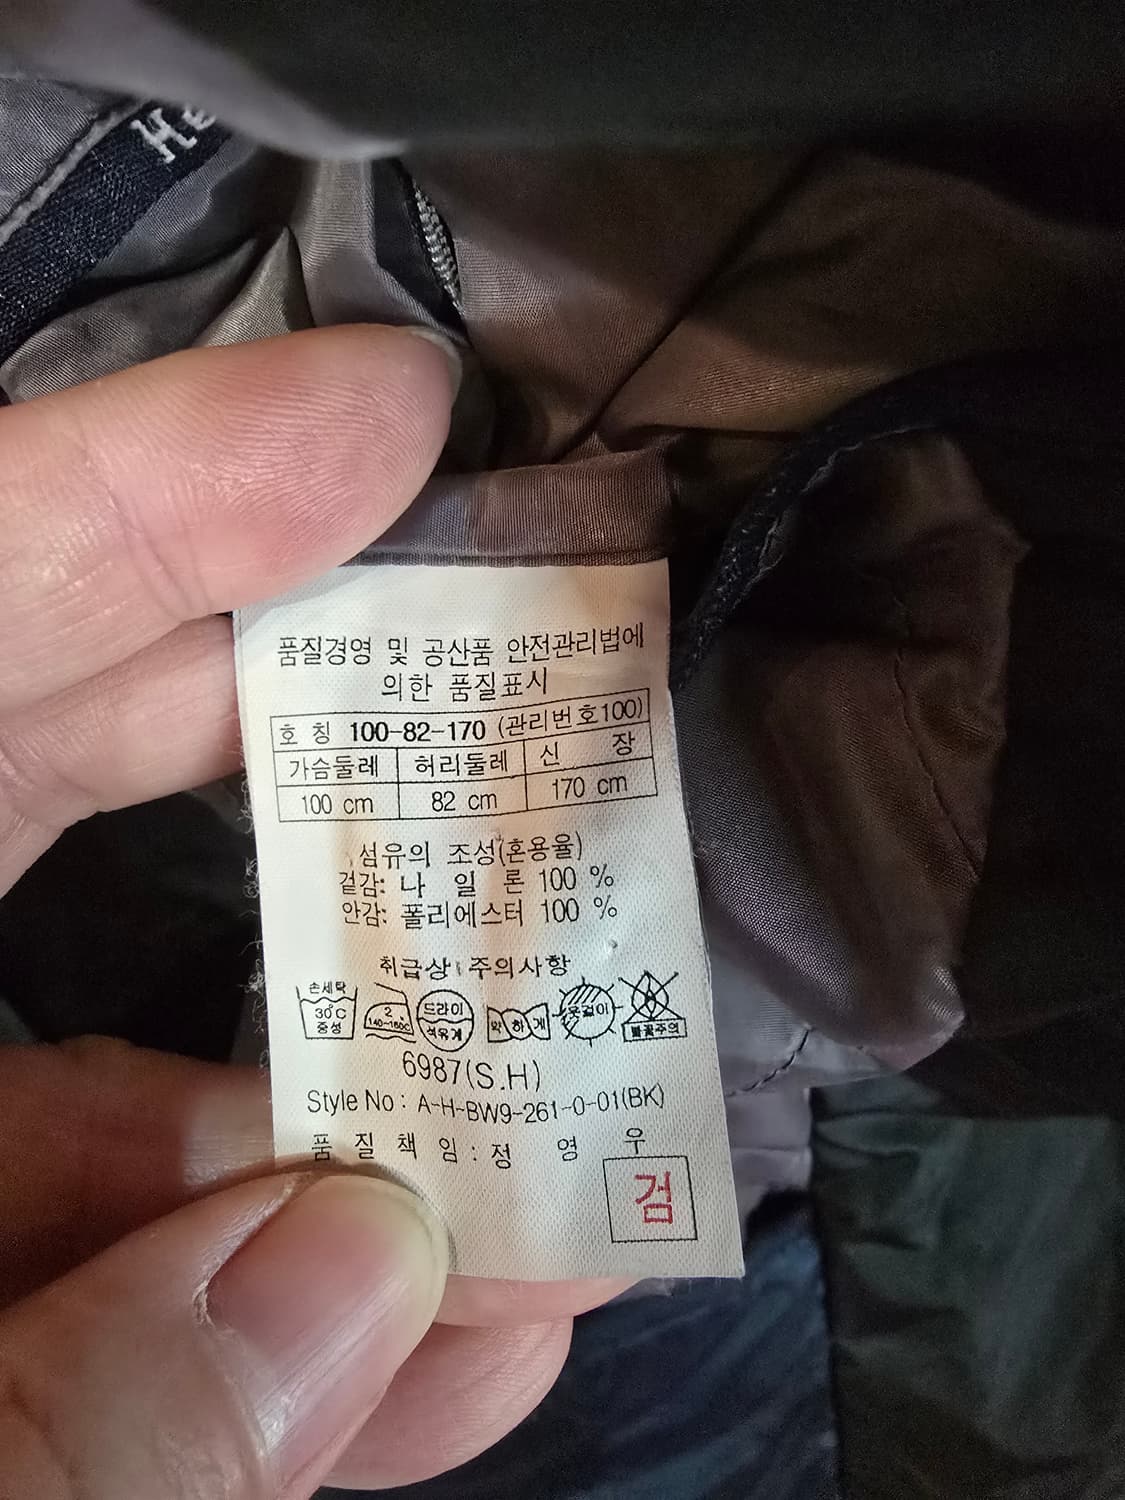 He
품질경영 및 공산품 안전관리법에
의한 품질표시
호 칭 100-82-170 (관리번호100)
가슴둘레 허리둘레 신 장
100 cm 82 cm 170 cm
섬유의 조성(혼용율)
겉감: 나 일 론 100 %
안감: 폴리에스터 100 %
취급상 주의사항
손세탁 30°C 중성
2 140~160°C
드라이 석유계
약 하 게
옷걸이
불꽃주의
6987(S.H)
Style No : A-H-BW9-261-0-01(BK)
품 질 책 임 : 정 영 우
검